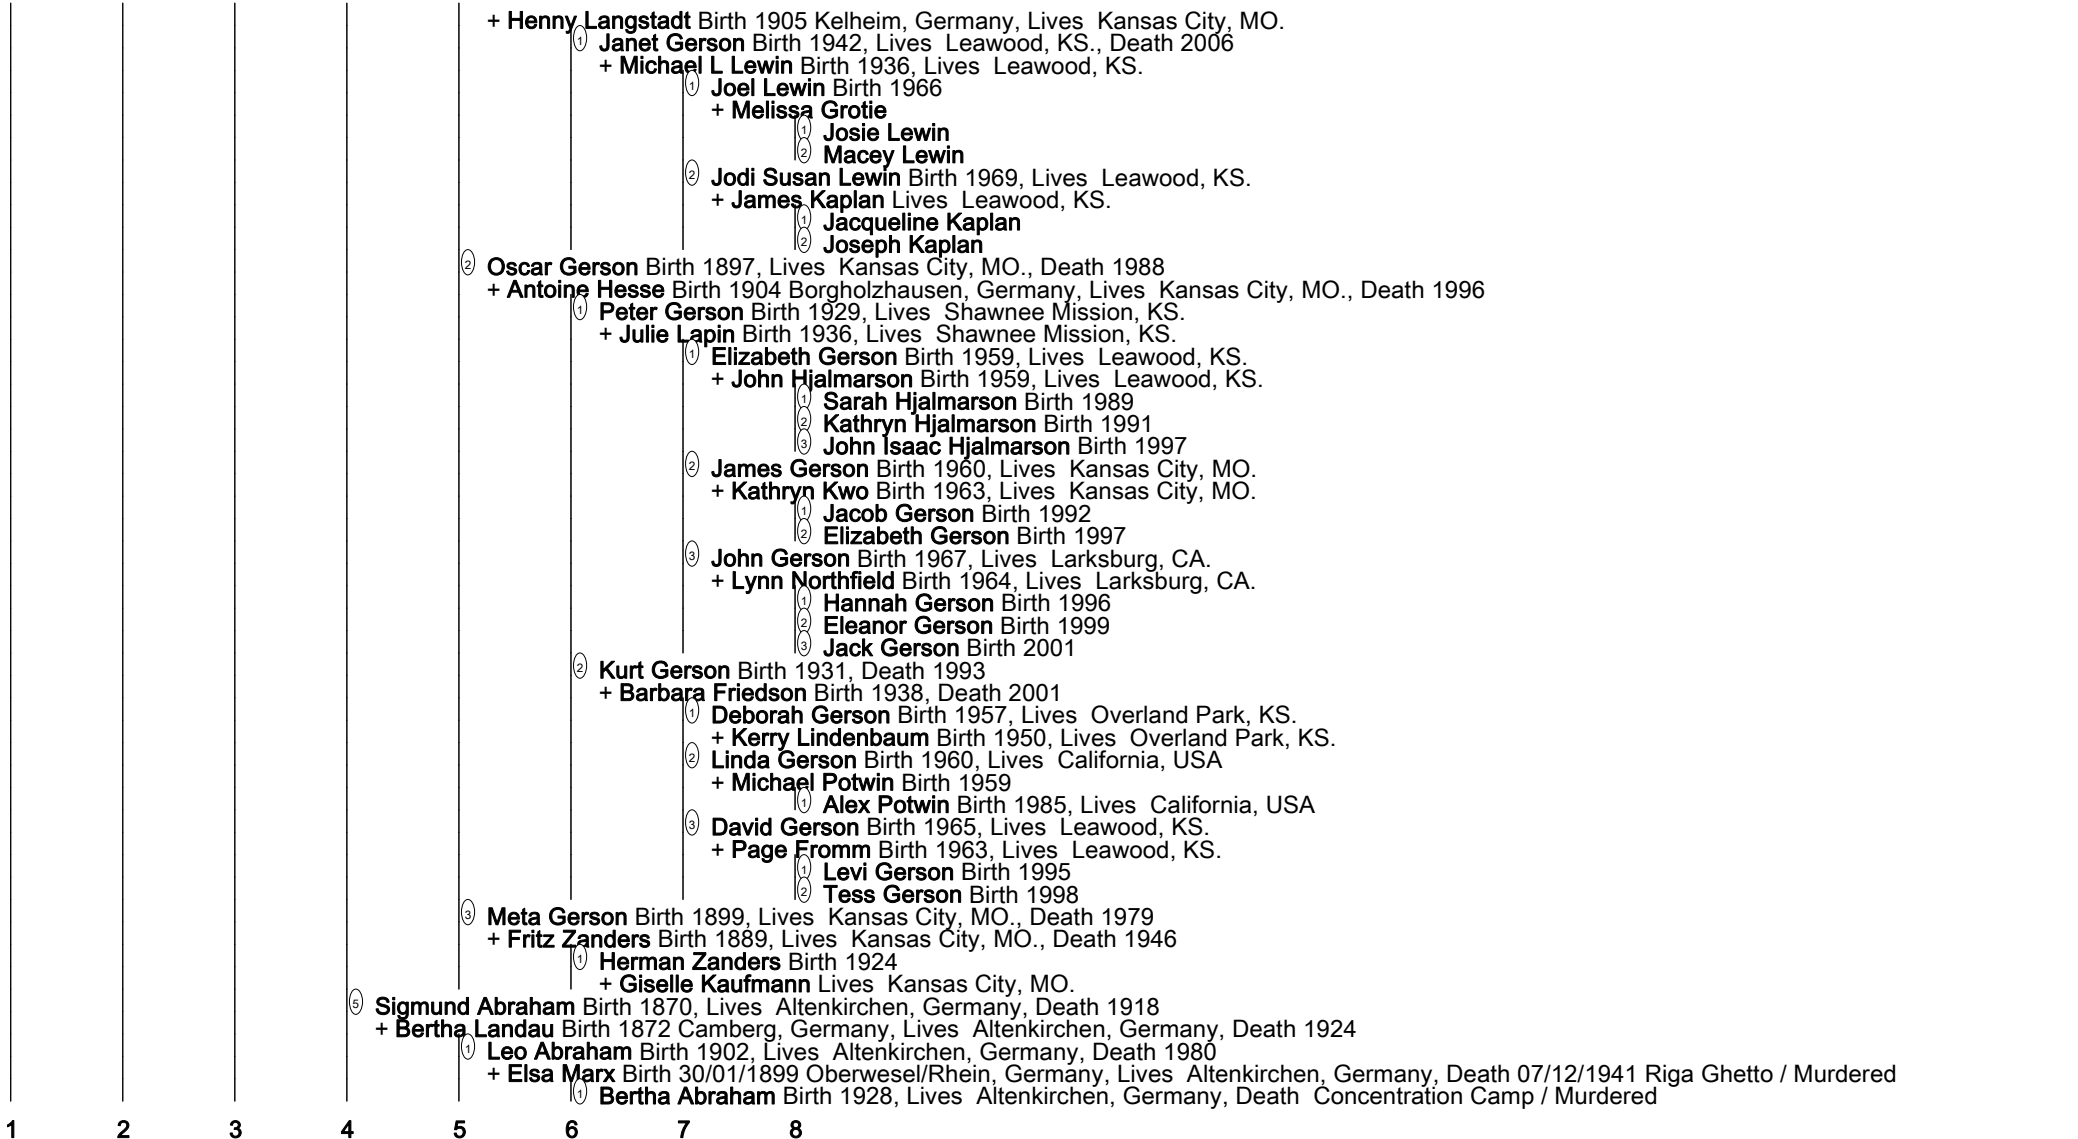 + Henny Langstadt Birth 1905 Kelheim, Germany, Lives  Kansas City, MO.
1 Janet Gerson Birth 1942, Lives  Leawood, KS., Death 2006
+ Michael L Lewin Birth 1936, Lives  Leawood, KS.
1 Joel Lewin Birth 1966
+ Melissa Grotie
1 Josie Lewin
2 Macey Lewin
2 Jodi Susan Lewin Birth 1969, Lives  Leawood, KS.
+ James Kaplan Lives  Leawood, KS.
1 Jacqueline Kaplan
2 Joseph Kaplan
2 Oscar Gerson Birth 1897, Lives  Kansas City, MO., Death 1988
+ Antoine Hesse Birth 1904 Borgholzhausen, Germany, Lives  Kansas City, MO., Death 1996
1 Peter Gerson Birth 1929, Lives  Shawnee Mission, KS.
+ Julie Lapin Birth 1936, Lives  Shawnee Mission, KS.
1 Elizabeth Gerson Birth 1959, Lives  Leawood, KS.
+ John Hjalmarson Birth 1959, Lives  Leawood, KS.
1 Sarah Hjalmarson Birth 1989
2 Kathryn Hjalmarson Birth 1991
3 John Isaac Hjalmarson Birth 1997
2 James Gerson Birth 1960, Lives  Kansas City, MO.
+ Kathryn Kwo Birth 1963, Lives  Kansas City, MO.
1 Jacob Gerson Birth 1992
2 Elizabeth Gerson Birth 1997
3 John Gerson Birth 1967, Lives  Larksburg, CA.
+ Lynn Northfield Birth 1964, Lives  Larksburg, CA.
1 Hannah Gerson Birth 1996
2 Eleanor Gerson Birth 1999
3 Jack Gerson Birth 2001
2 Kurt Gerson Birth 1931, Death 1993
+ Barbara Friedson Birth 1938, Death 2001
1 Deborah Gerson Birth 1957, Lives  Overland Park, KS.
+ Kerry Lindenbaum Birth 1950, Lives  Overland Park, KS.
2 Linda Gerson Birth 1960, Lives  California, USA
+ Michael Potwin Birth 1959
1 Alex Potwin Birth 1985, Lives  California, USA
3 David Gerson Birth 1965, Lives  Leawood, KS.
+ Page Fromm Birth 1963, Lives  Leawood, KS.
1 Levi Gerson Birth 1995
2 Tess Gerson Birth 1998
3 Meta Gerson Birth 1899, Lives  Kansas City, MO., Death 1979
+ Fritz Zanders Birth 1889, Lives  Kansas City, MO., Death 1946
1 Herman Zanders Birth 1924
+ Giselle Kaufmann Lives  Kansas City, MO.
5 Sigmund Abraham Birth 1870, Lives  Altenkirchen, Germany, Death 1918
+ Bertha Landau Birth 1872 Camberg, Germany, Lives  Altenkirchen, Germany, Death 1924
1 Leo Abraham Birth 1902, Lives  Altenkirchen, Germany, Death 1980
+ Elsa Marx Birth 30/01/1899 Oberwesel/Rhein, Germany, Lives  Altenkirchen, Germany, Death 07/12/1941 Riga Ghetto / Murdered
1 Bertha Abraham Birth 1928, Lives  Altenkirchen, Germany, Death  Concentration Camp / Murdered
1 2 3 4 5 6 7 8